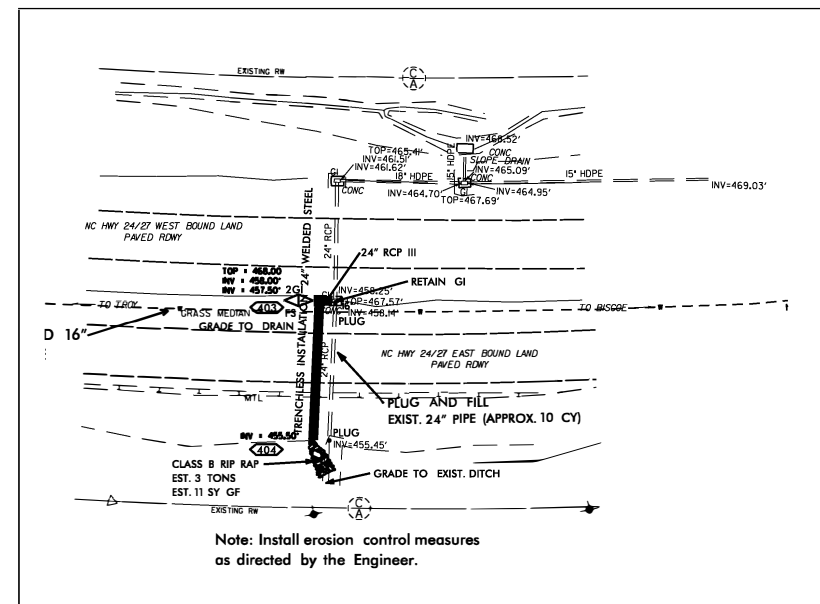 EXISTING RW
C
A
INV=468.52'
TOP=465.41'
CONC
INV=461.51'
SLOPE DRAIN
INV=461.62'
15" HDPE
INV=465.09'
GI
18" HDPE
CONC
15" HDPE
CONC
INV=464.70'
GI
INV=464.95'
INV=469.03'
TOP=467.69'
NC HWY 24/27 WEST BOUND LAND
PAVED RDWY
24" RCP
24" RCP III
TOP = 468.00
INV = 458.00'
INV = 457.50'
2GI
RETAIN GI
INV=458.25'
TOP=467.57'
TO TROY
403
FS
CONC
INV=458.14'
W
TO BISCOE
W
GRASS MEDIAN
PLUG
D 16"
GRADE TO DRAIN
TRENCHLESS INSTALLATION 24" WELDED STEEL
24" RCP
NC HWY 24/27 EAST BOUND LAND
PAVED RDWY
MTL
PLUG AND FILL
EXIST. 24" PIPE (APPROX. 10 CY)
INV = 455.50'
PLUG
404
INV=455.45'
CLASS B RIP RAP
EST. 3 TONS
EST. 11 SY GF
GRADE TO EXIST. DITCH
EXISTING RW
C
A
Note: Install erosion control measures
as directed by the Engineer.